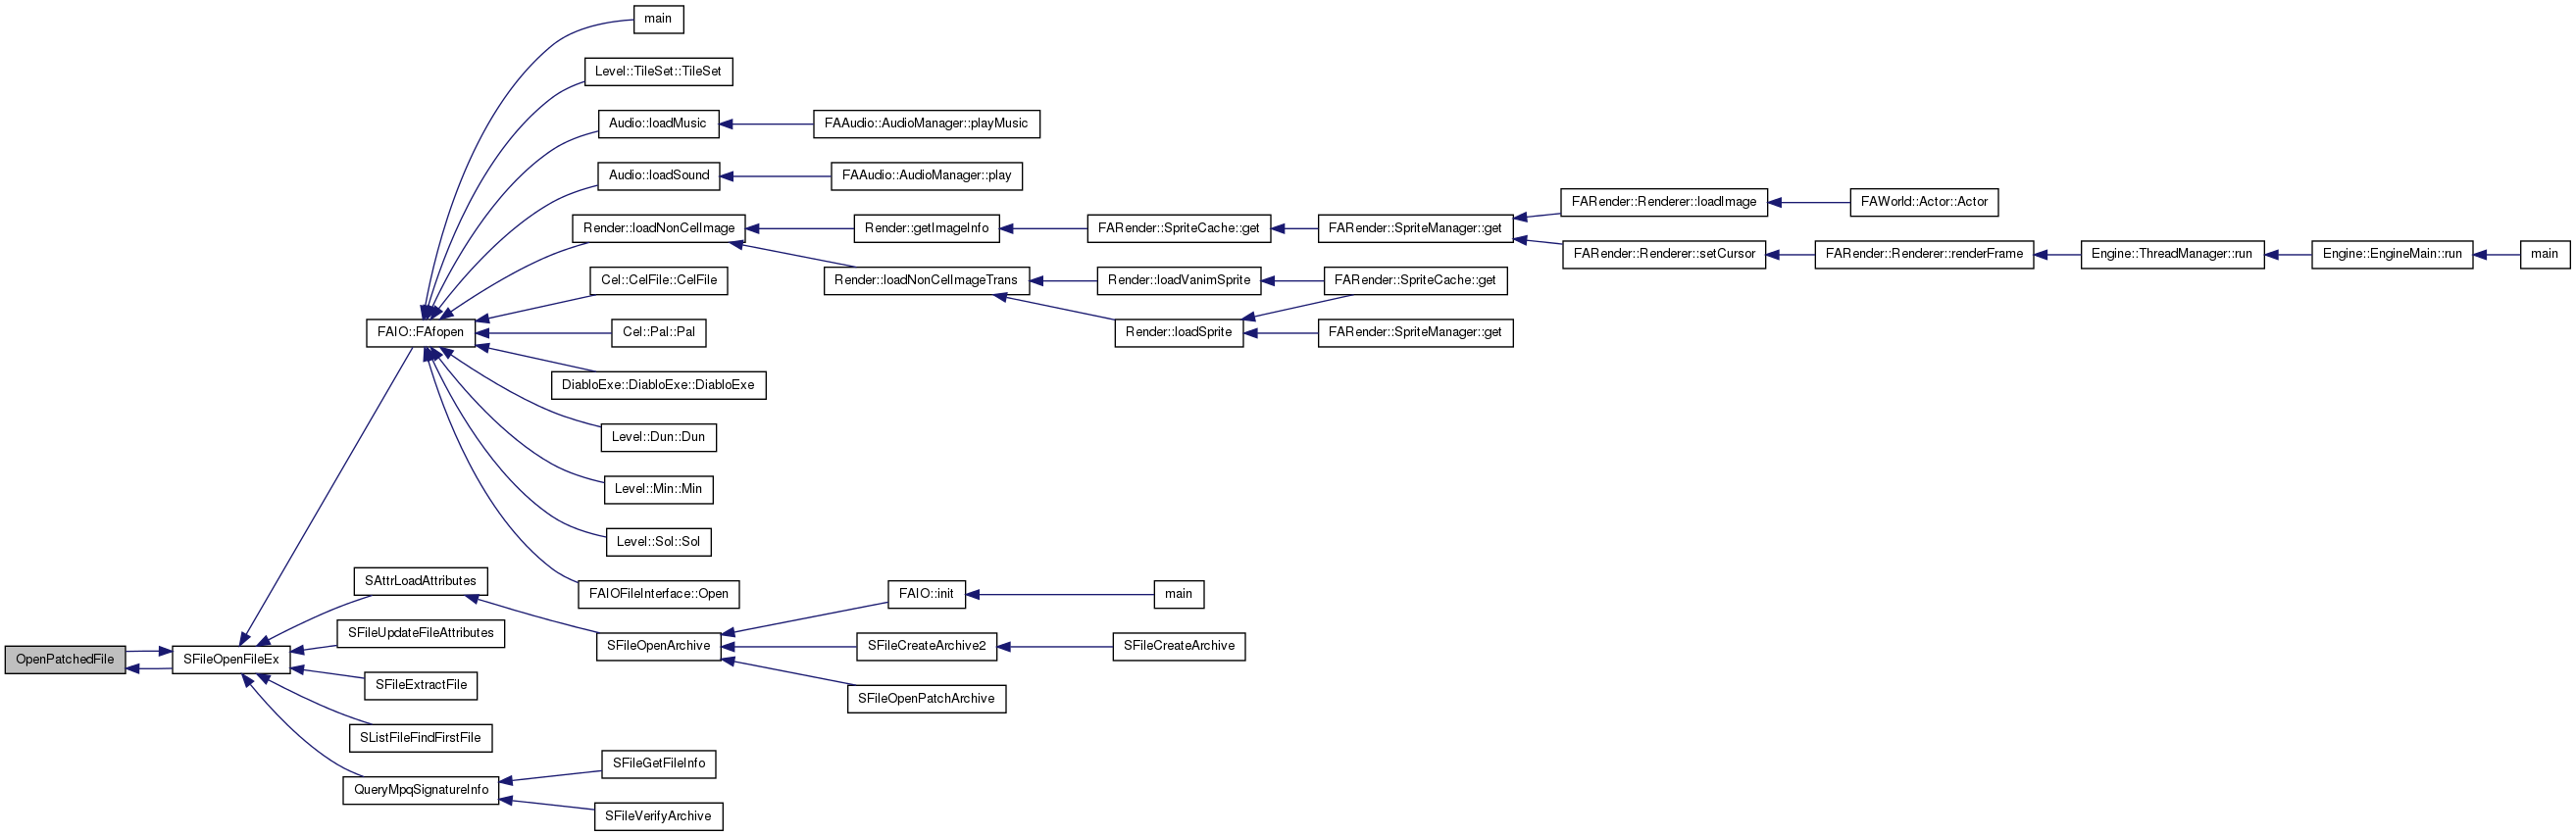 main
Level::TileSet::TileSet
Audio::loadMusic
FAAudio::AudioManager::playMusic
Audio::loadSound
FAAudio::AudioManager::play
FARender::Renderer::loadImage
FAWorld::Actor::Actor
Render::loadNonCelImage
Render::getImageInfo
FARender::SpriteCache::get
FARender::SpriteManager::get
FARender::Renderer::setCursor
FARender::Renderer::renderFrame
Engine::ThreadManager::run
Engine::EngineMain::run
main
Cel::CelFile::CelFile
Render::loadNonCelImageTrans
Render::loadVanimSprite
FARender::SpriteCache::get
FAIO::FAfopen
Cel::Pal::Pal
Render::loadSprite
FARender::SpriteManager::get
DiabloExe::DiabloExe::DiabloExe
Level::Dun::Dun
Level::Min::Min
Level::Sol::Sol
SAttrLoadAttributes
FAIOFileInterface::Open
FAIO::init
main
SFileUpdateFileAttributes
SFileOpenArchive
SFileCreateArchive2
SFileCreateArchive
OpenPatchedFile
SFileOpenFileEx
SFileExtractFile
SFileOpenPatchArchive
SListFileFindFirstFile
SFileGetFileInfo
QueryMpqSignatureInfo
SFileVerifyArchive